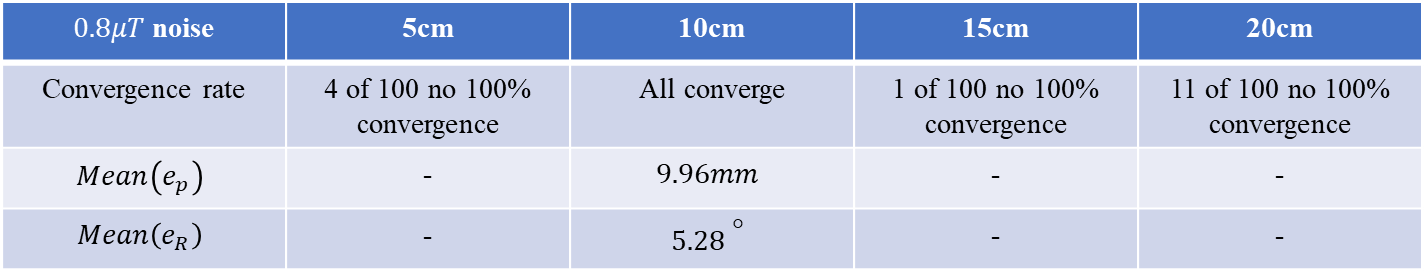 0.8μT noise 5cm 10cm 15cm 20cm
Convergence rate 4 of 100 no 100% All converge 1 of 100 no 100% 11 of 100 no 100%
convergence convergence convergence
Mean(e_p) - 9.96mm - -
Mean(e_R) - 5.28° - -